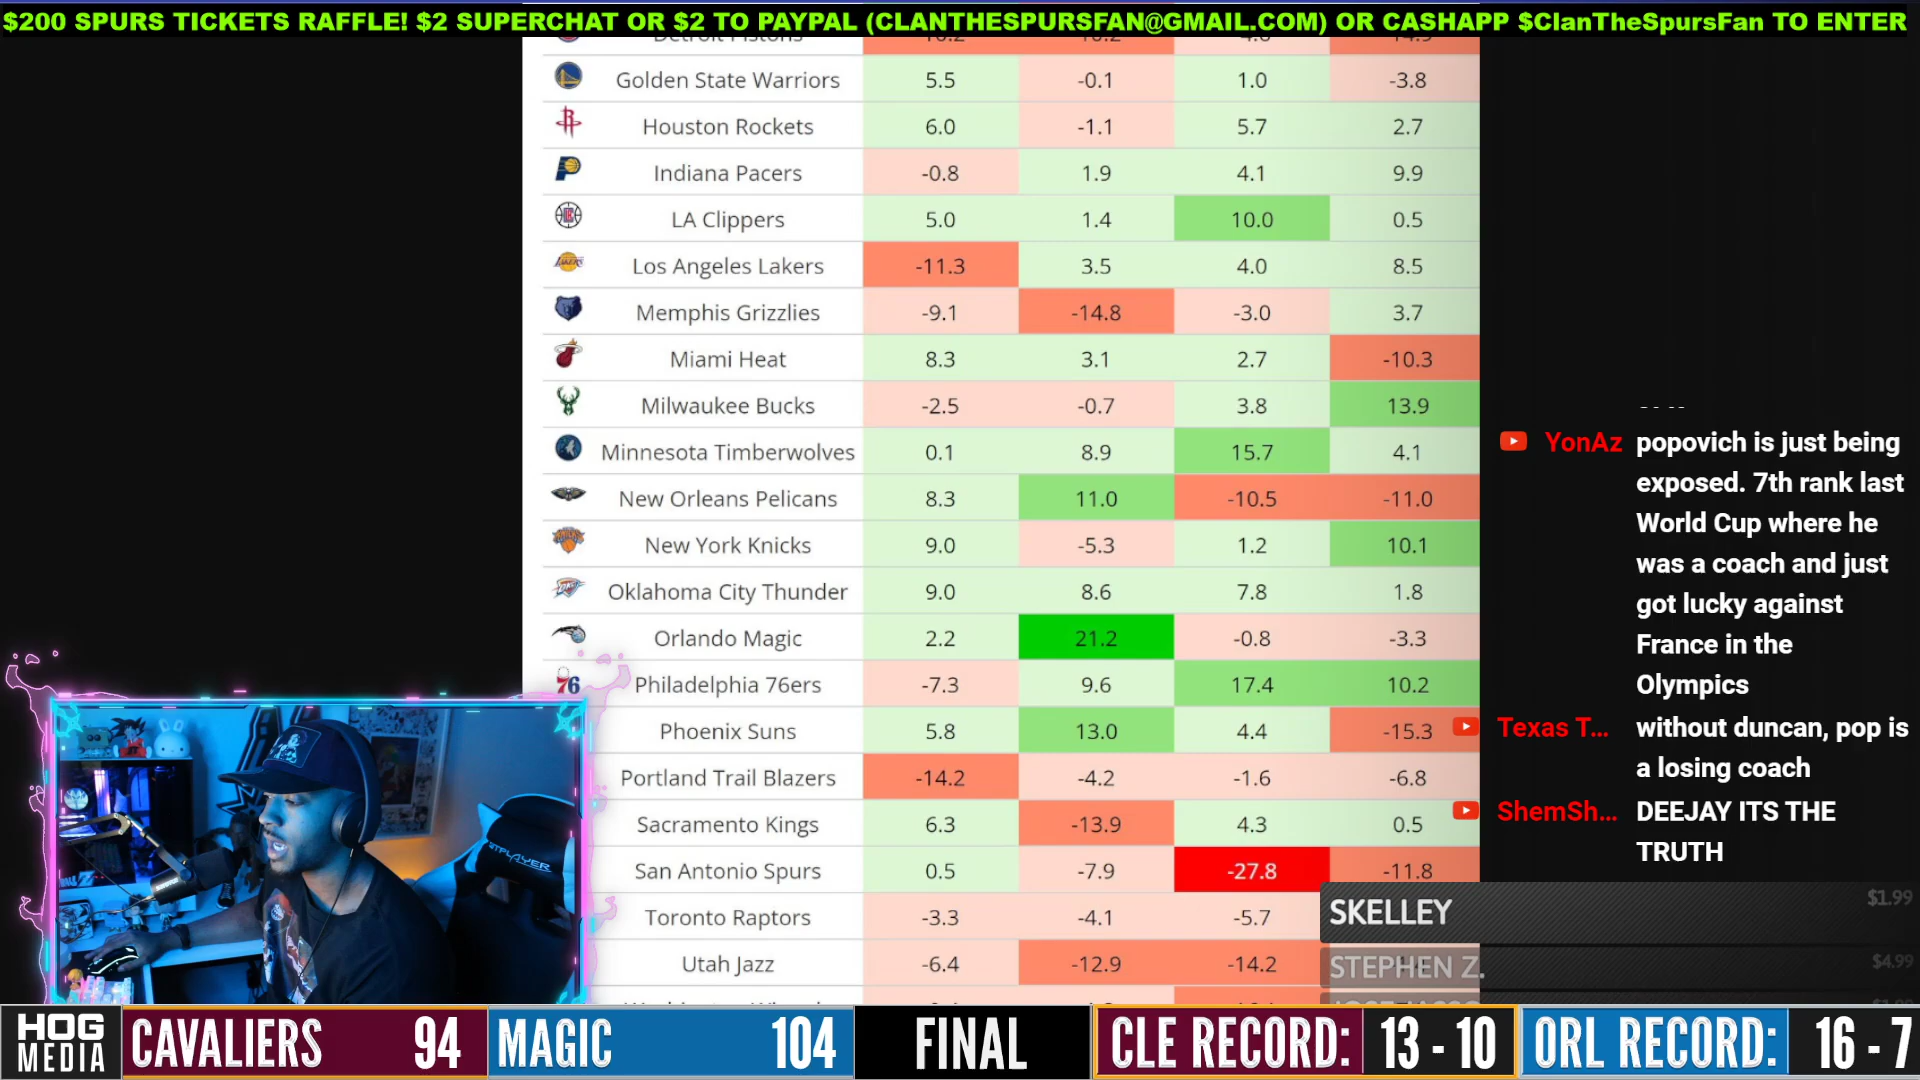 $200 SPURS TICKETS RAFFLE! $2 SUPERCHAT OR $2 TO PAYPAL (CLANTHESPURSFAN@GMAIL.COM) OR CASHAPP $ClanTheSpursFan TO ENTER
Detroit Pistons
Golden State Warriors 5.5 -0.1 1.0 -3.8
Houston Rockets 6.0 -1.1 5.7 2.7
Indiana Pacers -0.8 1.9 4.1 9.9
LA Clippers 5.0 1.4 10.0 0.5
Los Angeles Lakers -11.3 3.5 4.0 8.5
Memphis Grizzlies -9.1 -14.8 -3.0 3.7
Miami Heat 8.3 3.1 2.7 -10.3
Milwaukee Bucks -2.5 -0.7 3.8 13.9
Minnesota Timberwolves 0.1 8.9 15.7 4.1
New Orleans Pelicans 8.3 11.0 -10.5 -11.0
New York Knicks 9.0 -5.3 1.2 10.1
Oklahoma City Thunder 9.0 8.6 7.8 1.8
Orlando Magic 2.2 21.2 -0.8 -3.3
76 Philadelphia 76ers -7.3 9.6 17.4 10.2
Phoenix Suns 5.8 13.0 4.4 -15.3
Portland Trail Blazers -14.2 -4.2 -1.6 -6.8
Sacramento Kings 6.3 -13.9 4.3 0.5
San Antonio Spurs 0.5 -7.9 -27.8 -11.8
Toronto Raptors -3.3 -4.1 -5.7
Utah Jazz -6.4 -12.9 -14.2
YonAz popovich is just being
exposed. 7th rank last
World Cup where he
was a coach and just
got lucky against
France in the
Olympics
Texas T... without duncan, pop is
a losing coach
ShemSh... DEEJAY ITS THE
TRUTH
SKELLEY $1.99
STEPHEN Z. $4.99
HOG
MEDIA
CAVALIERS 94 MAGIC 104 FINAL CLE RECORD: 13 - 10 ORL RECORD: 16 - 7